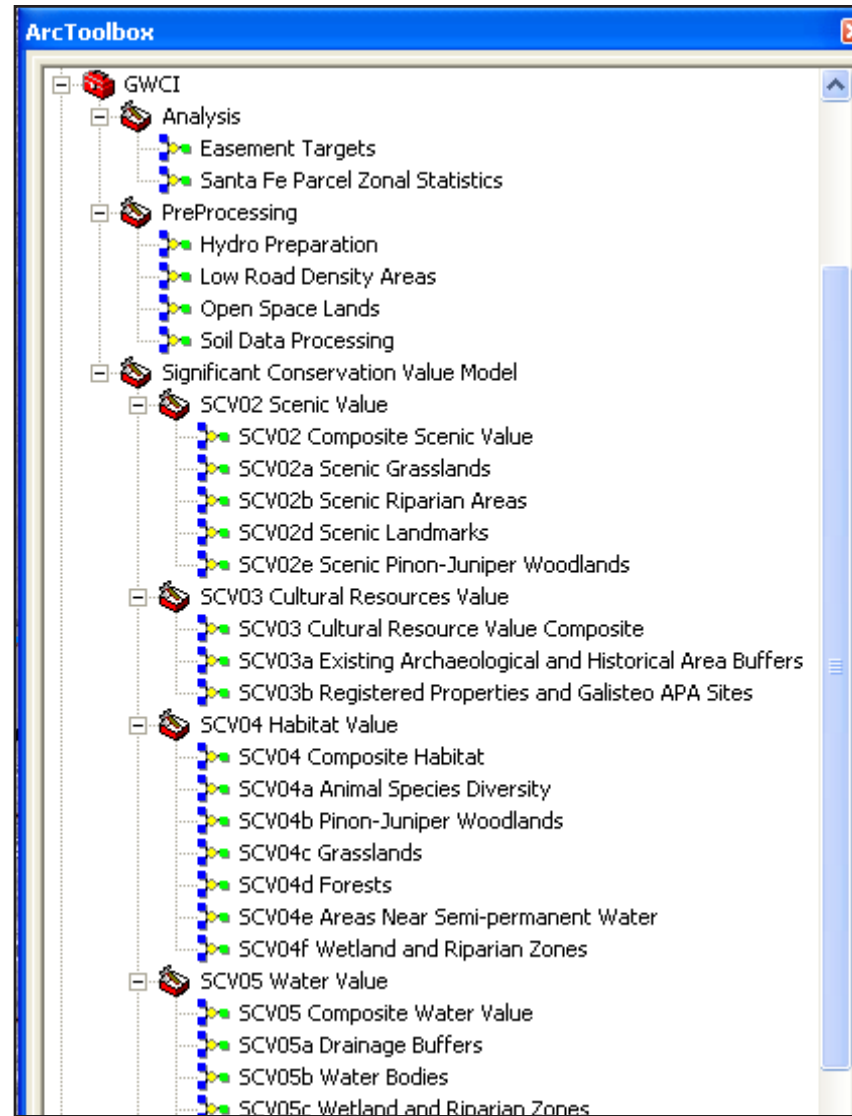 ArcToolbox
GWCI
Analysis
Easement Targets
Santa Fe Parcel Zonal Statistics
PreProcessing
Hydro Preparation
Low Road Density Areas
Open Space Lands
Soil Data Processing
Significant Conservation Value Model
SCV02 Scenic Value
SCV02 Composite Scenic Value
SCV02a Scenic Grasslands
SCV02b Scenic Riparian Areas
SCV02d Scenic Landmarks
SCV02e Scenic Pinon-Juniper Woodlands
SCV03 Cultural Resources Value
SCV03 Cultural Resource Value Composite
SCV03a Existing Archaeological and Historical Area Buffers
SCV03b Registered Properties and Galisteo APA Sites
SCV04 Habitat Value
SCV04 Composite Habitat
SCV04a Animal Species Diversity
SCV04b Pinon-Juniper Woodlands
SCV04c Grasslands
SCV04d Forests
SCV04e Areas Near Semi-permanent Water
SCV04f Wetland and Riparian Zones
SCV05 Water Value
SCV05 Composite Water Value
SCV05a Drainage Buffers
SCV05b Water Bodies
SCV05c Wetland and Riparian Zones